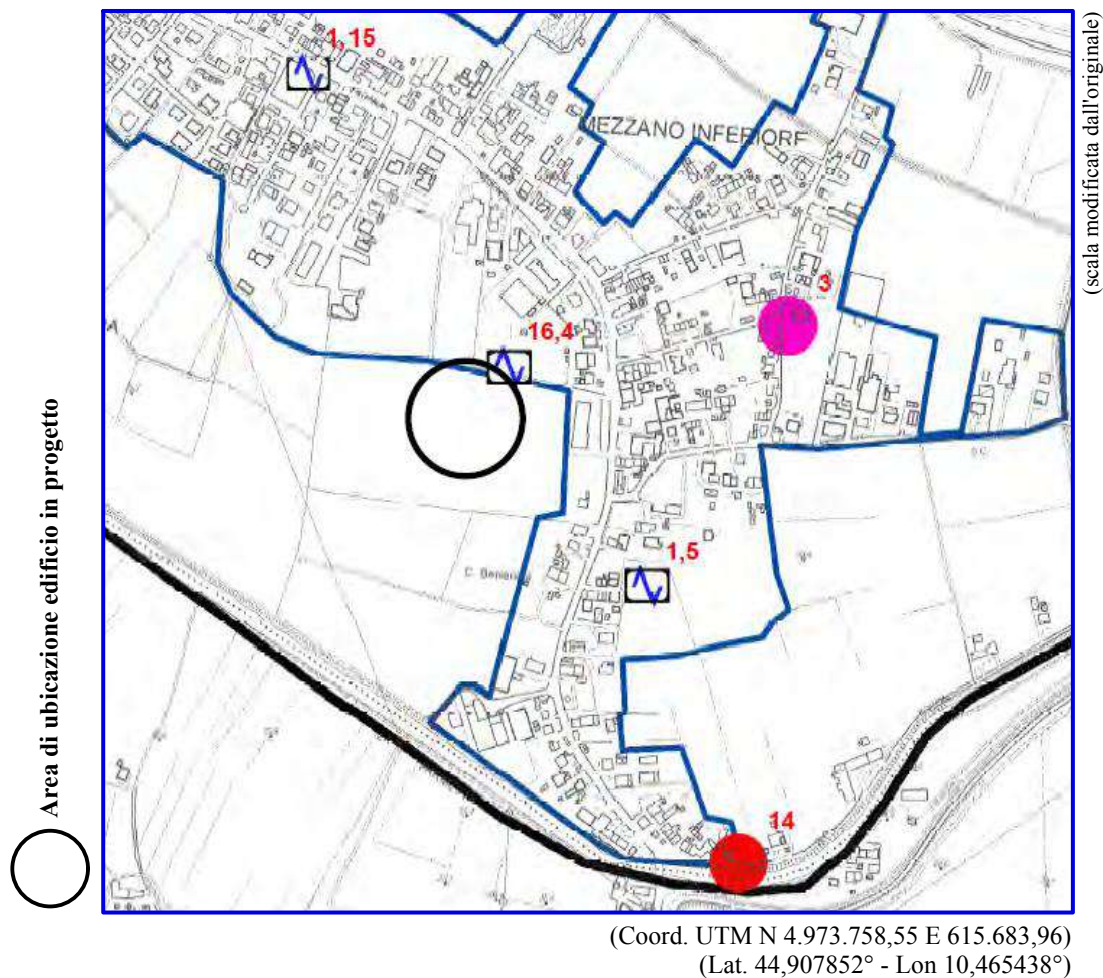 1, 15
MEZZANO INFERIORE
3
16,4
1,5
14
Area di ubicazione edificio in progetto
(scala modificata dall'originale)
(Coord. UTM N 4.973.758,55 E 615.683,96)
(Lat. 44,907852° - Lon 10,465438°)